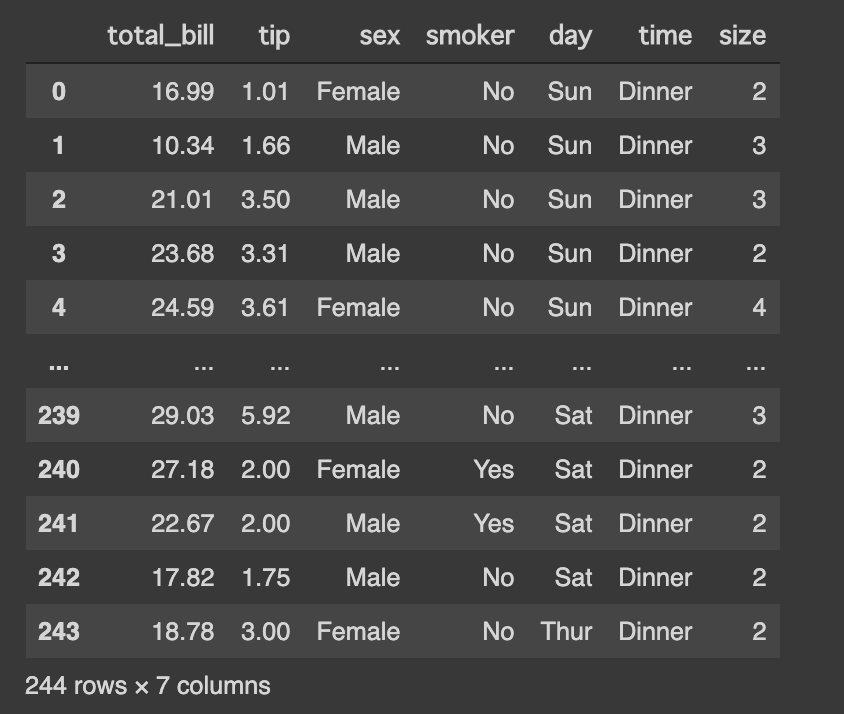 total_bill tip sex smoker day time size
0 16.99 1.01 Female No Sun Dinner 2
1 10.34 1.66 Male No Sun Dinner 3
2 21.01 3.50 Male No Sun Dinner 3
3 23.68 3.31 Male No Sun Dinner 2
4 24.59 3.61 Female No Sun Dinner 4
... ... ... ... ... ... ... ...
239 29.03 5.92 Male No Sat Dinner 3
240 27.18 2.00 Female Yes Sat Dinner 2
241 22.67 2.00 Male Yes Sat Dinner 2
242 17.82 1.75 Male No Sat Dinner 2
243 18.78 3.00 Female No Thur Dinner 2
244 rows × 7 columns